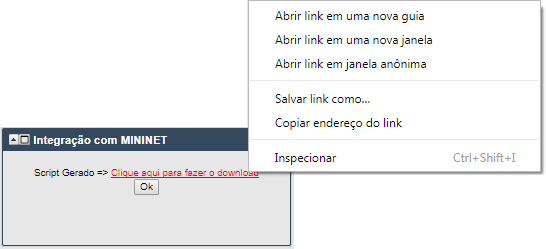 Abrir link em uma nova guia
Abrir link em uma nova janela
Abrir link em janela anônima
Salvar link como...
Copiar endereço do link
Inspecionar Ctrl+Shift+I
Integração com MININET
Script Gerado => Clique aqui para fazer o download
Ok